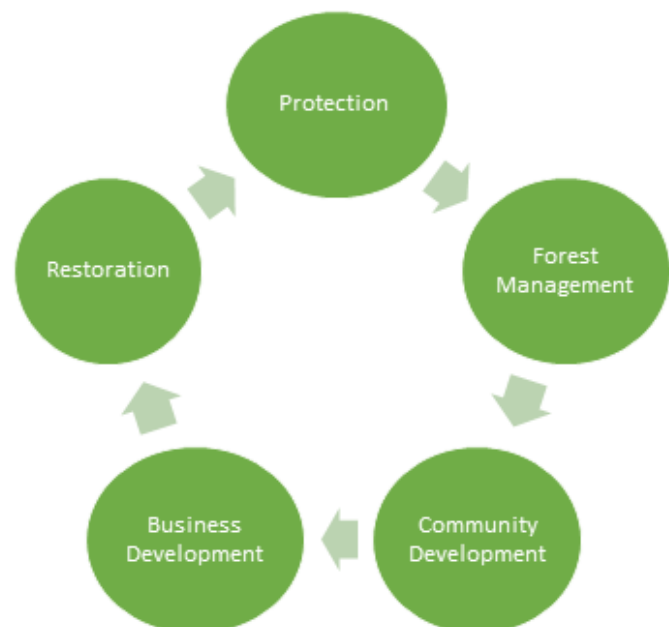 Protection
Forest
Management
Community
Development
Business
Development
Restoration